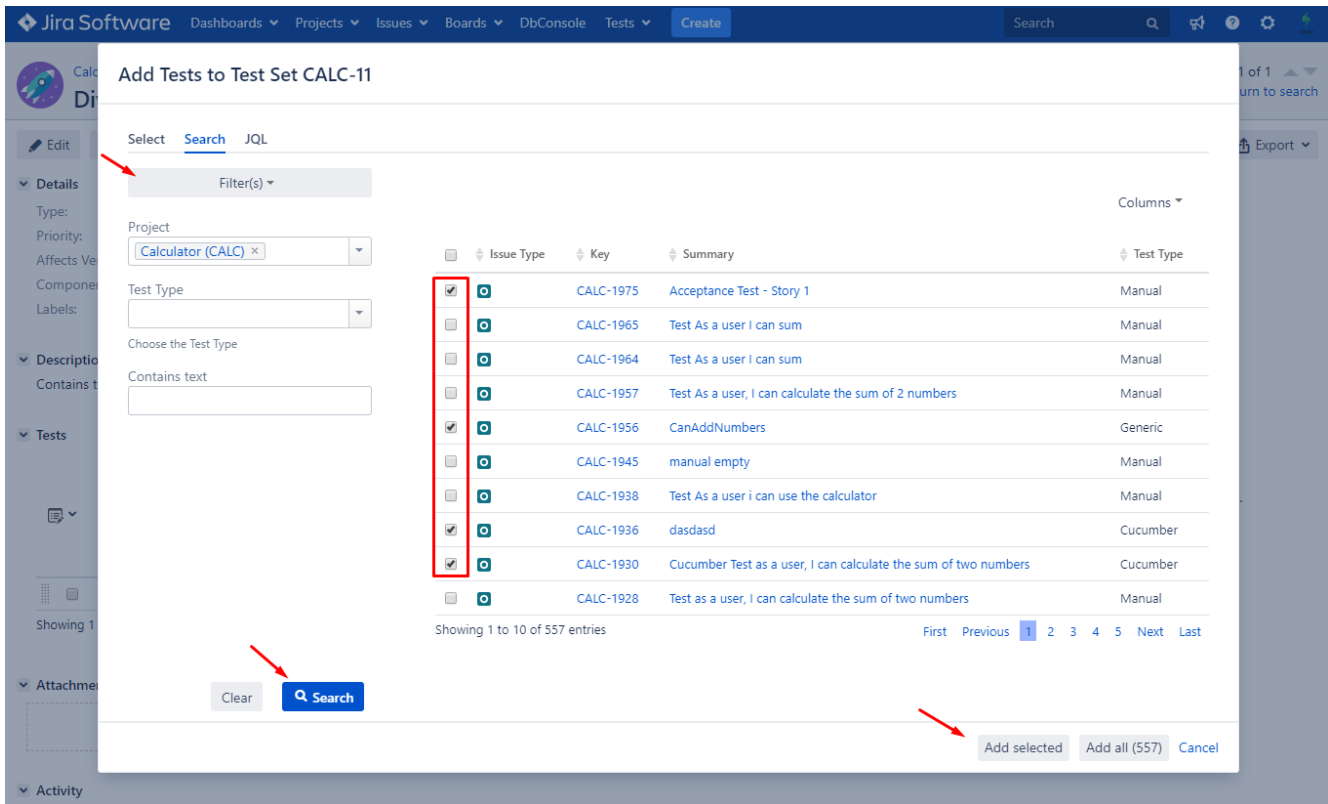 Jira Software Dashboards Projects Issues Boards DbConsole Tests Create Search
Calc
Di
1 of 1
urn to search
Add Tests to Test Set CALC-11
Edit
Export
Select Search JQL
Details
Type:
Priority:
Affects Ve
Componen
Labels:
Descriptio
Contains t
Tests
Showing 1
Attachme
Activity
Filter(s)
Project
Calculator (CALC) ×
Test Type
Choose the Test Type
Contains text
Clear Search
Columns
Issue Type Key Summary Test Type
CALC-1975 Acceptance Test - Story 1 Manual
CALC-1965 Test As a user I can sum Manual
CALC-1964 Test As a user I can sum Manual
CALC-1957 Test As a user, I can calculate the sum of 2 numbers Manual
CALC-1956 CanAddNumbers Generic
CALC-1945 manual empty Manual
CALC-1938 Test As a user i can use the calculator Manual
CALC-1936 dasdasd Cucumber
CALC-1930 Cucumber Test as a user, I can calculate the sum of two numbers Cucumber
CALC-1928 Test as a user, I can calculate the sum of two numbers Manual
Showing 1 to 10 of 557 entries First Previous 1 2 3 4 5 Next Last
Add selected Add all (557) Cancel